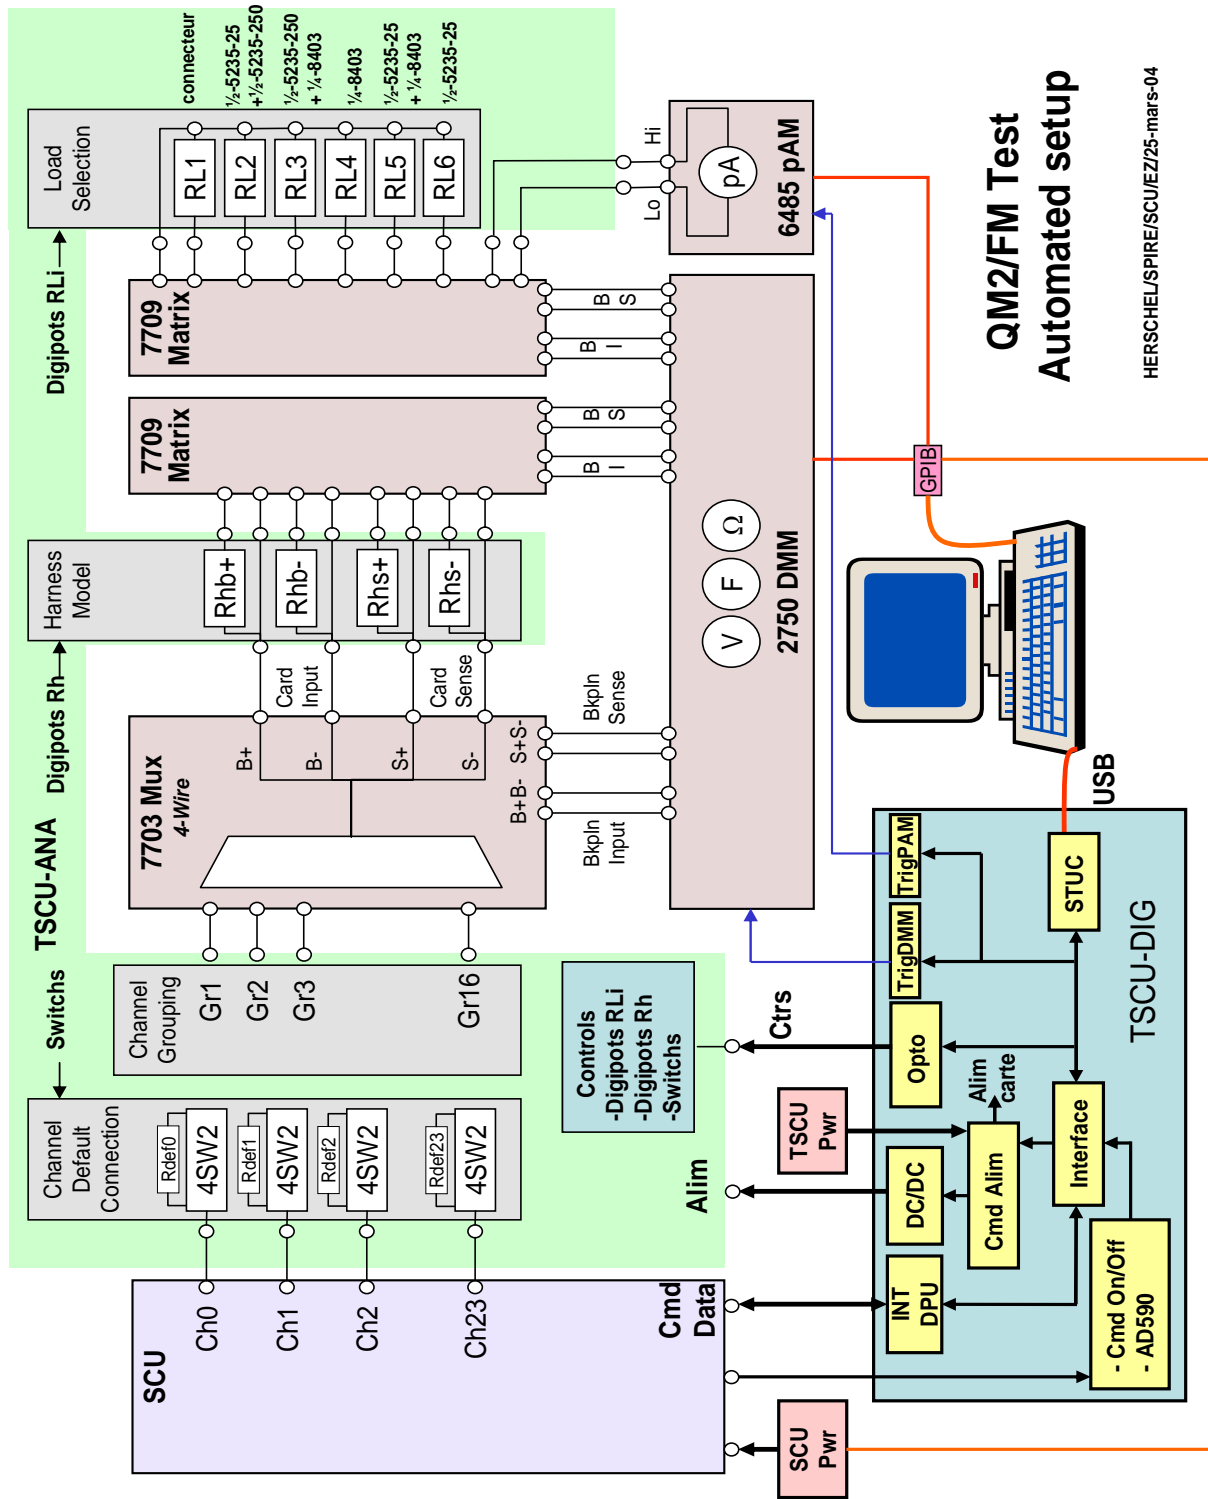 QM2/FM Test
Automated setup
HERSCHEL/SPIRE/SCU/EZ/25-mars-04
TSCU-ANA
Switchs
Digipots Rh
Digipots RLi
SCU
Ch0
Ch1
Ch2
Ch23
Cmd
Data
Channel
Default
Connection
Rdef0
4SW2
Rdef1
4SW2
Rdef2
4SW2
Rdef23
4SW2
Channel
Grouping
Gr1
Gr2
Gr3
Gr16
7703 Mux
4-Wire
B+
B-
S+
S-
B+B-
S+S-
Card
Input
Card
Sense
Bkpln
Input
Bkpln
Sense
Harness
Model
Rhb+
Rhb-
Rhs+
Rhs-
7709
Matrix
B
I
B
S
7709
Matrix
B
I
B
S
Load
Selection
RL1
RL2
RL3
RL4
RL5
RL6
connecteur
½-5235-25
+½-5235-250
½-5235-250
+ ¼-8403
¼-8403
½-5235-25
+ ¼-8403
½-5235-25
Lo
Hi
pA
6485 pAM
V
F
Ω
2750 DMM
Controls
-Digipots RLi
-Digipots Rh
-Switchs
Alim
Ctrs
SCU
Pwr
TSCU
Pwr
INT
DPU
DC/DC
Opto
TrigDMM
TrigPAM
Cmd Alim
Alim
carte
- Cmd On/Off
- AD590
Interface
STUC
TSCU-DIG
USB
GPIB